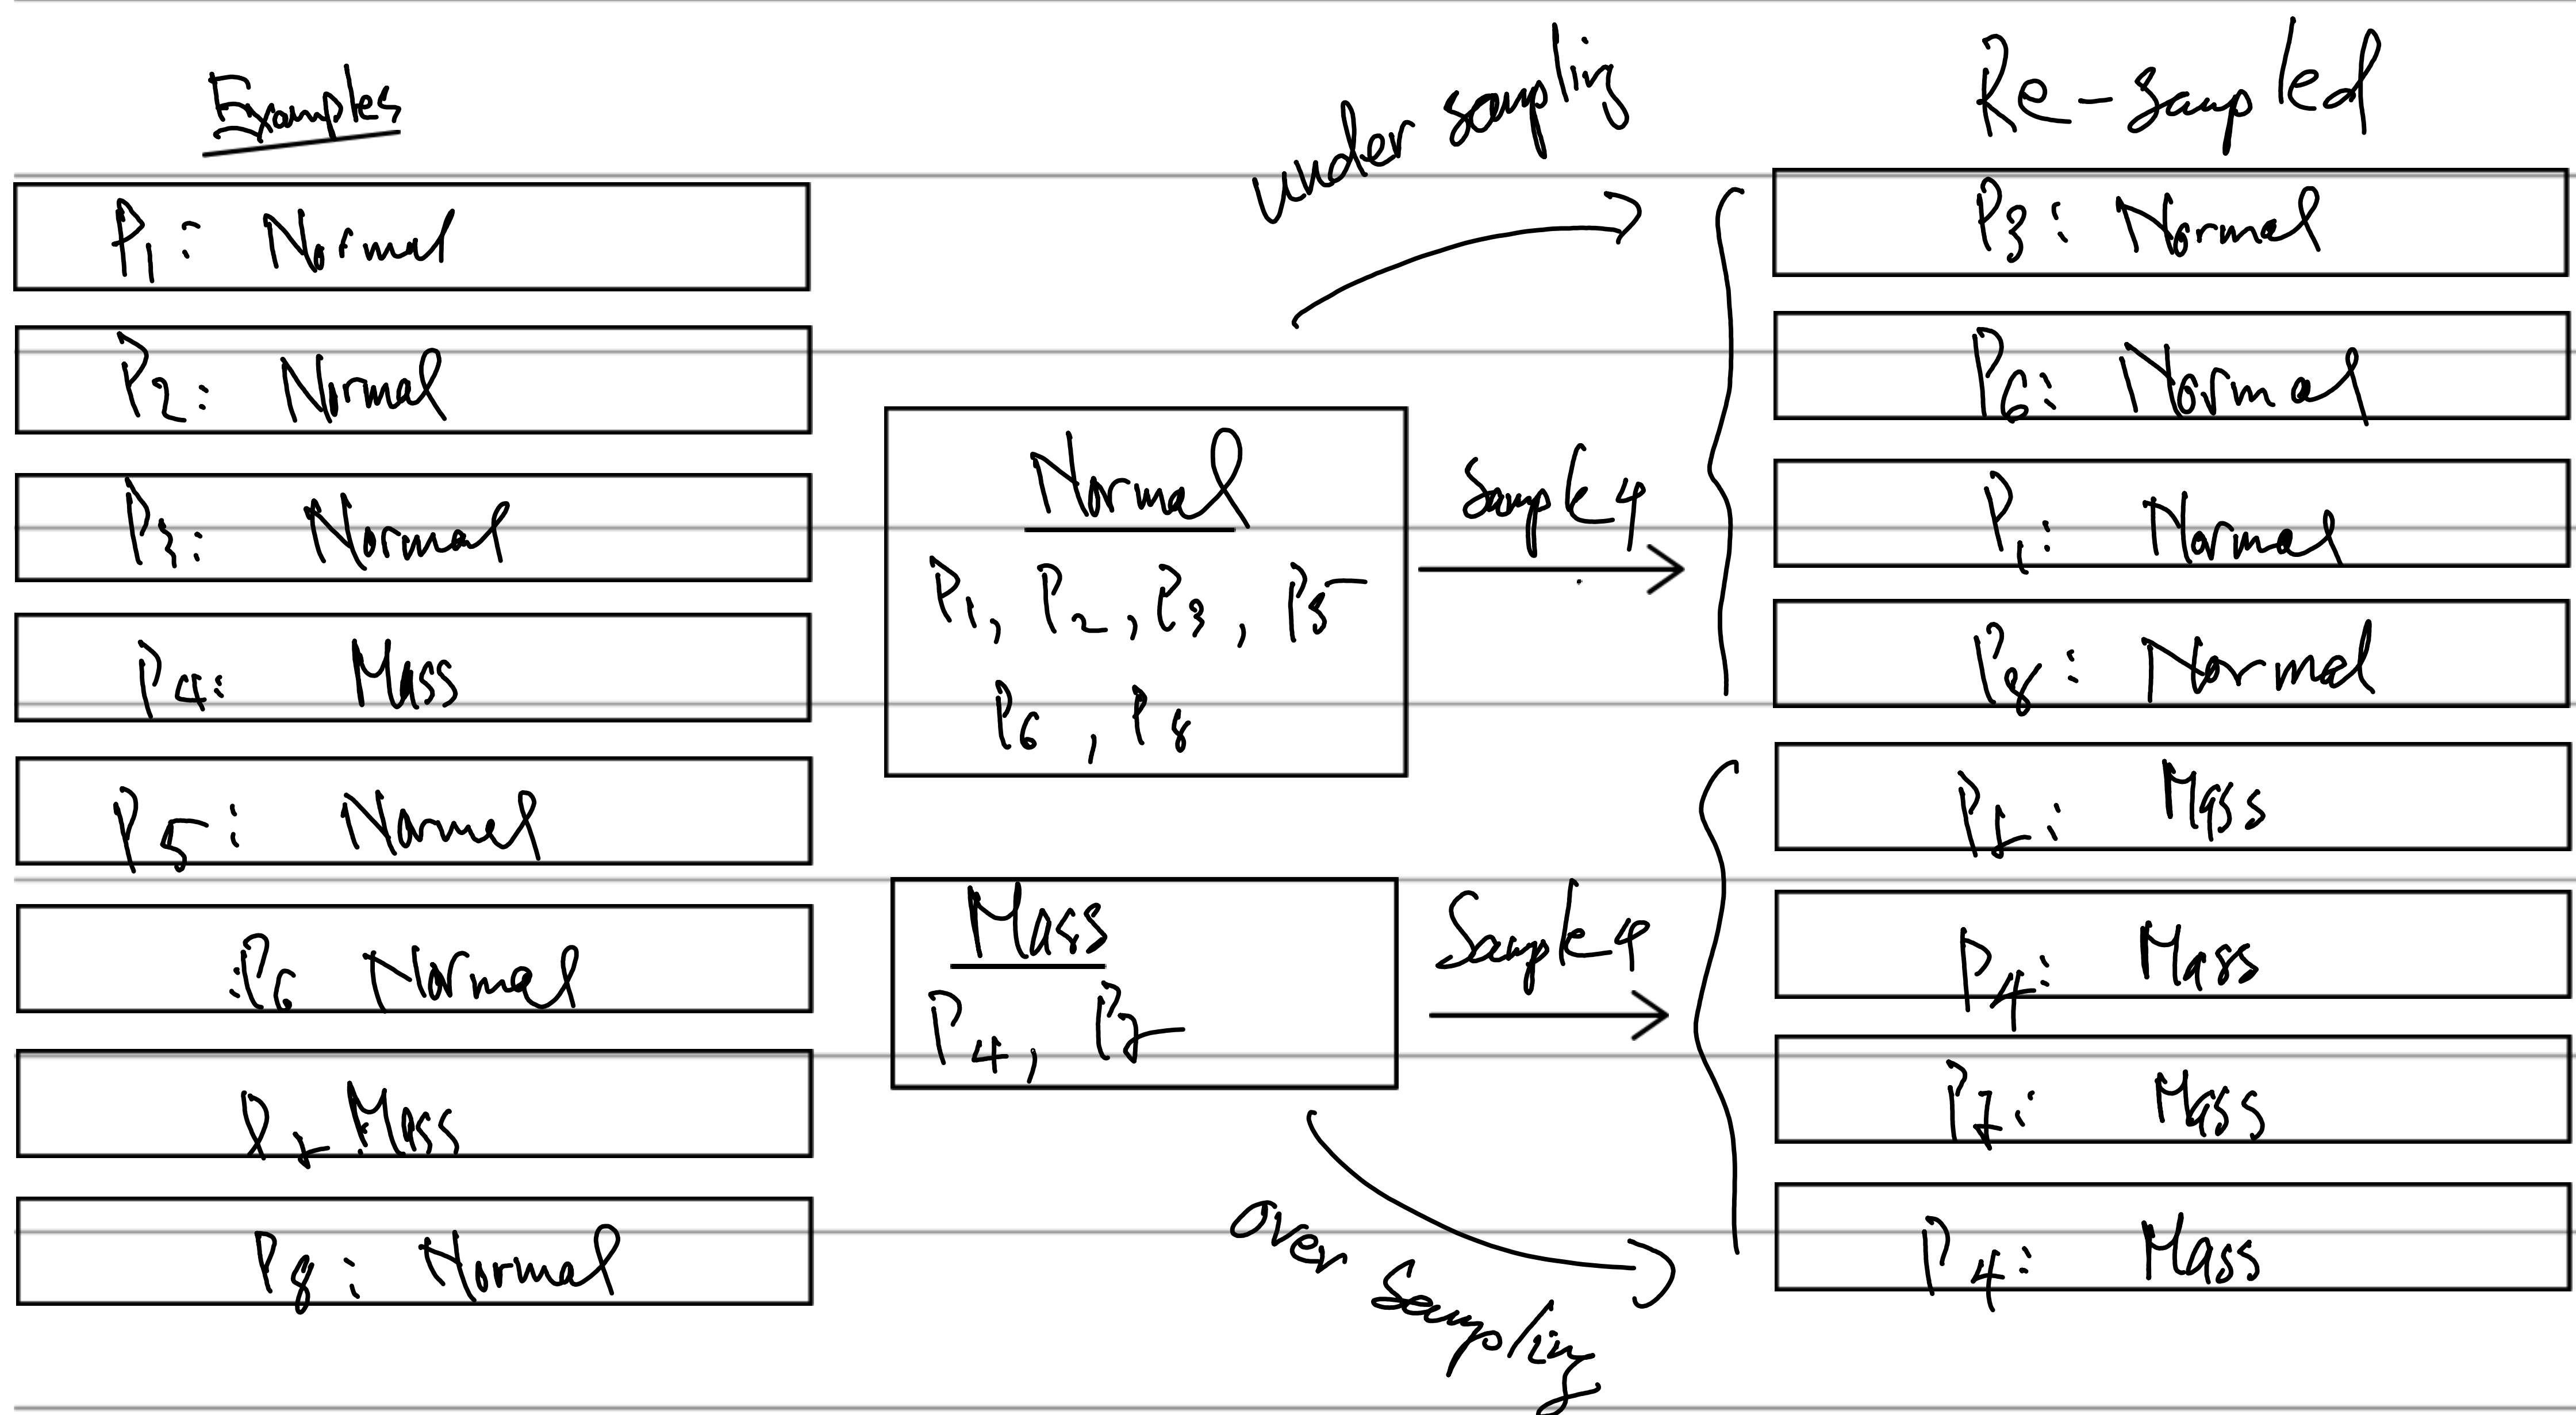 Examples
P1: Normal
P2: Normal
P3: Normal
P4: Mass
P5: Normal
P6 Normal
Mass
P8: Normal
under sampling
Normal
P1, P2, P3, P5
P6, P8
Sample 4
Mass
P4, P7
Sample 4
over sampling
Re-sampled
P3: Normal
P6: Normal
P1: Normal
P8: Normal
Mass
P4: Mass
P7: Mass
P4: Mass